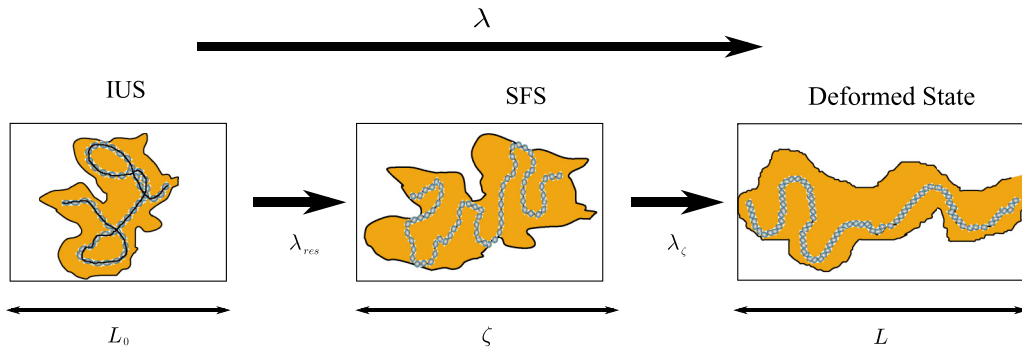 λ
IUS
SFS
Deformed State
λres
λζ
L0
ζ
L